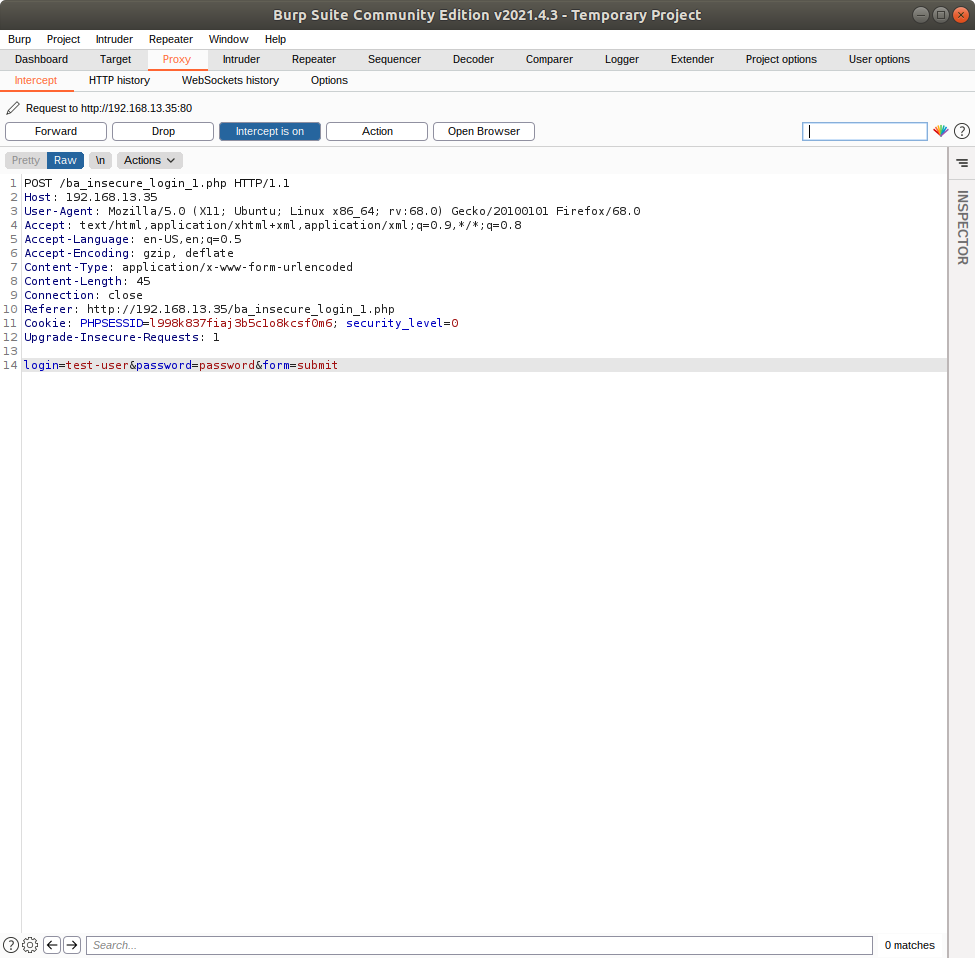 Burp Suite Community Edition v2021.4.3 - Temporary Project
Burp Project Intruder Repeater Window Help
Dashboard Target Proxy Intruder Repeater Sequencer Decoder Comparer Logger Extender Project options User options
Intercept HTTP history WebSockets history Options
Request to http://192.168.13.35:80
Forward Drop Intercept is on Action Open Browser ?
Pretty Raw \n Actions
INSPECTOR
1 POST /ba_insecure_login_1.php HTTP/1.1
2 Host: 192.168.13.35
3 User-Agent: Mozilla/5.0 (X11; Ubuntu; Linux x86_64; rv:68.0) Gecko/20100101 Firefox/68.0
4 Accept: text/html,application/xhtml+xml,application/xml;q=0.9,*/*;q=0.8
5 Accept-Language: en-US,en;q=0.5
6 Accept-Encoding: gzip, deflate
7 Content-Type: application/x-www-form-urlencoded
8 Content-Length: 45
9 Connection: close
10 Referer: http://192.168.13.35/ba_insecure_login_1.php
11 Cookie: PHPSESSID=l998k837fiaj3b5c1o8kcsf0m6; security_level=0
12 Upgrade-Insecure-Requests: 1
13
14 login=test-user&password=password&form=submit
? Search... 0 matches